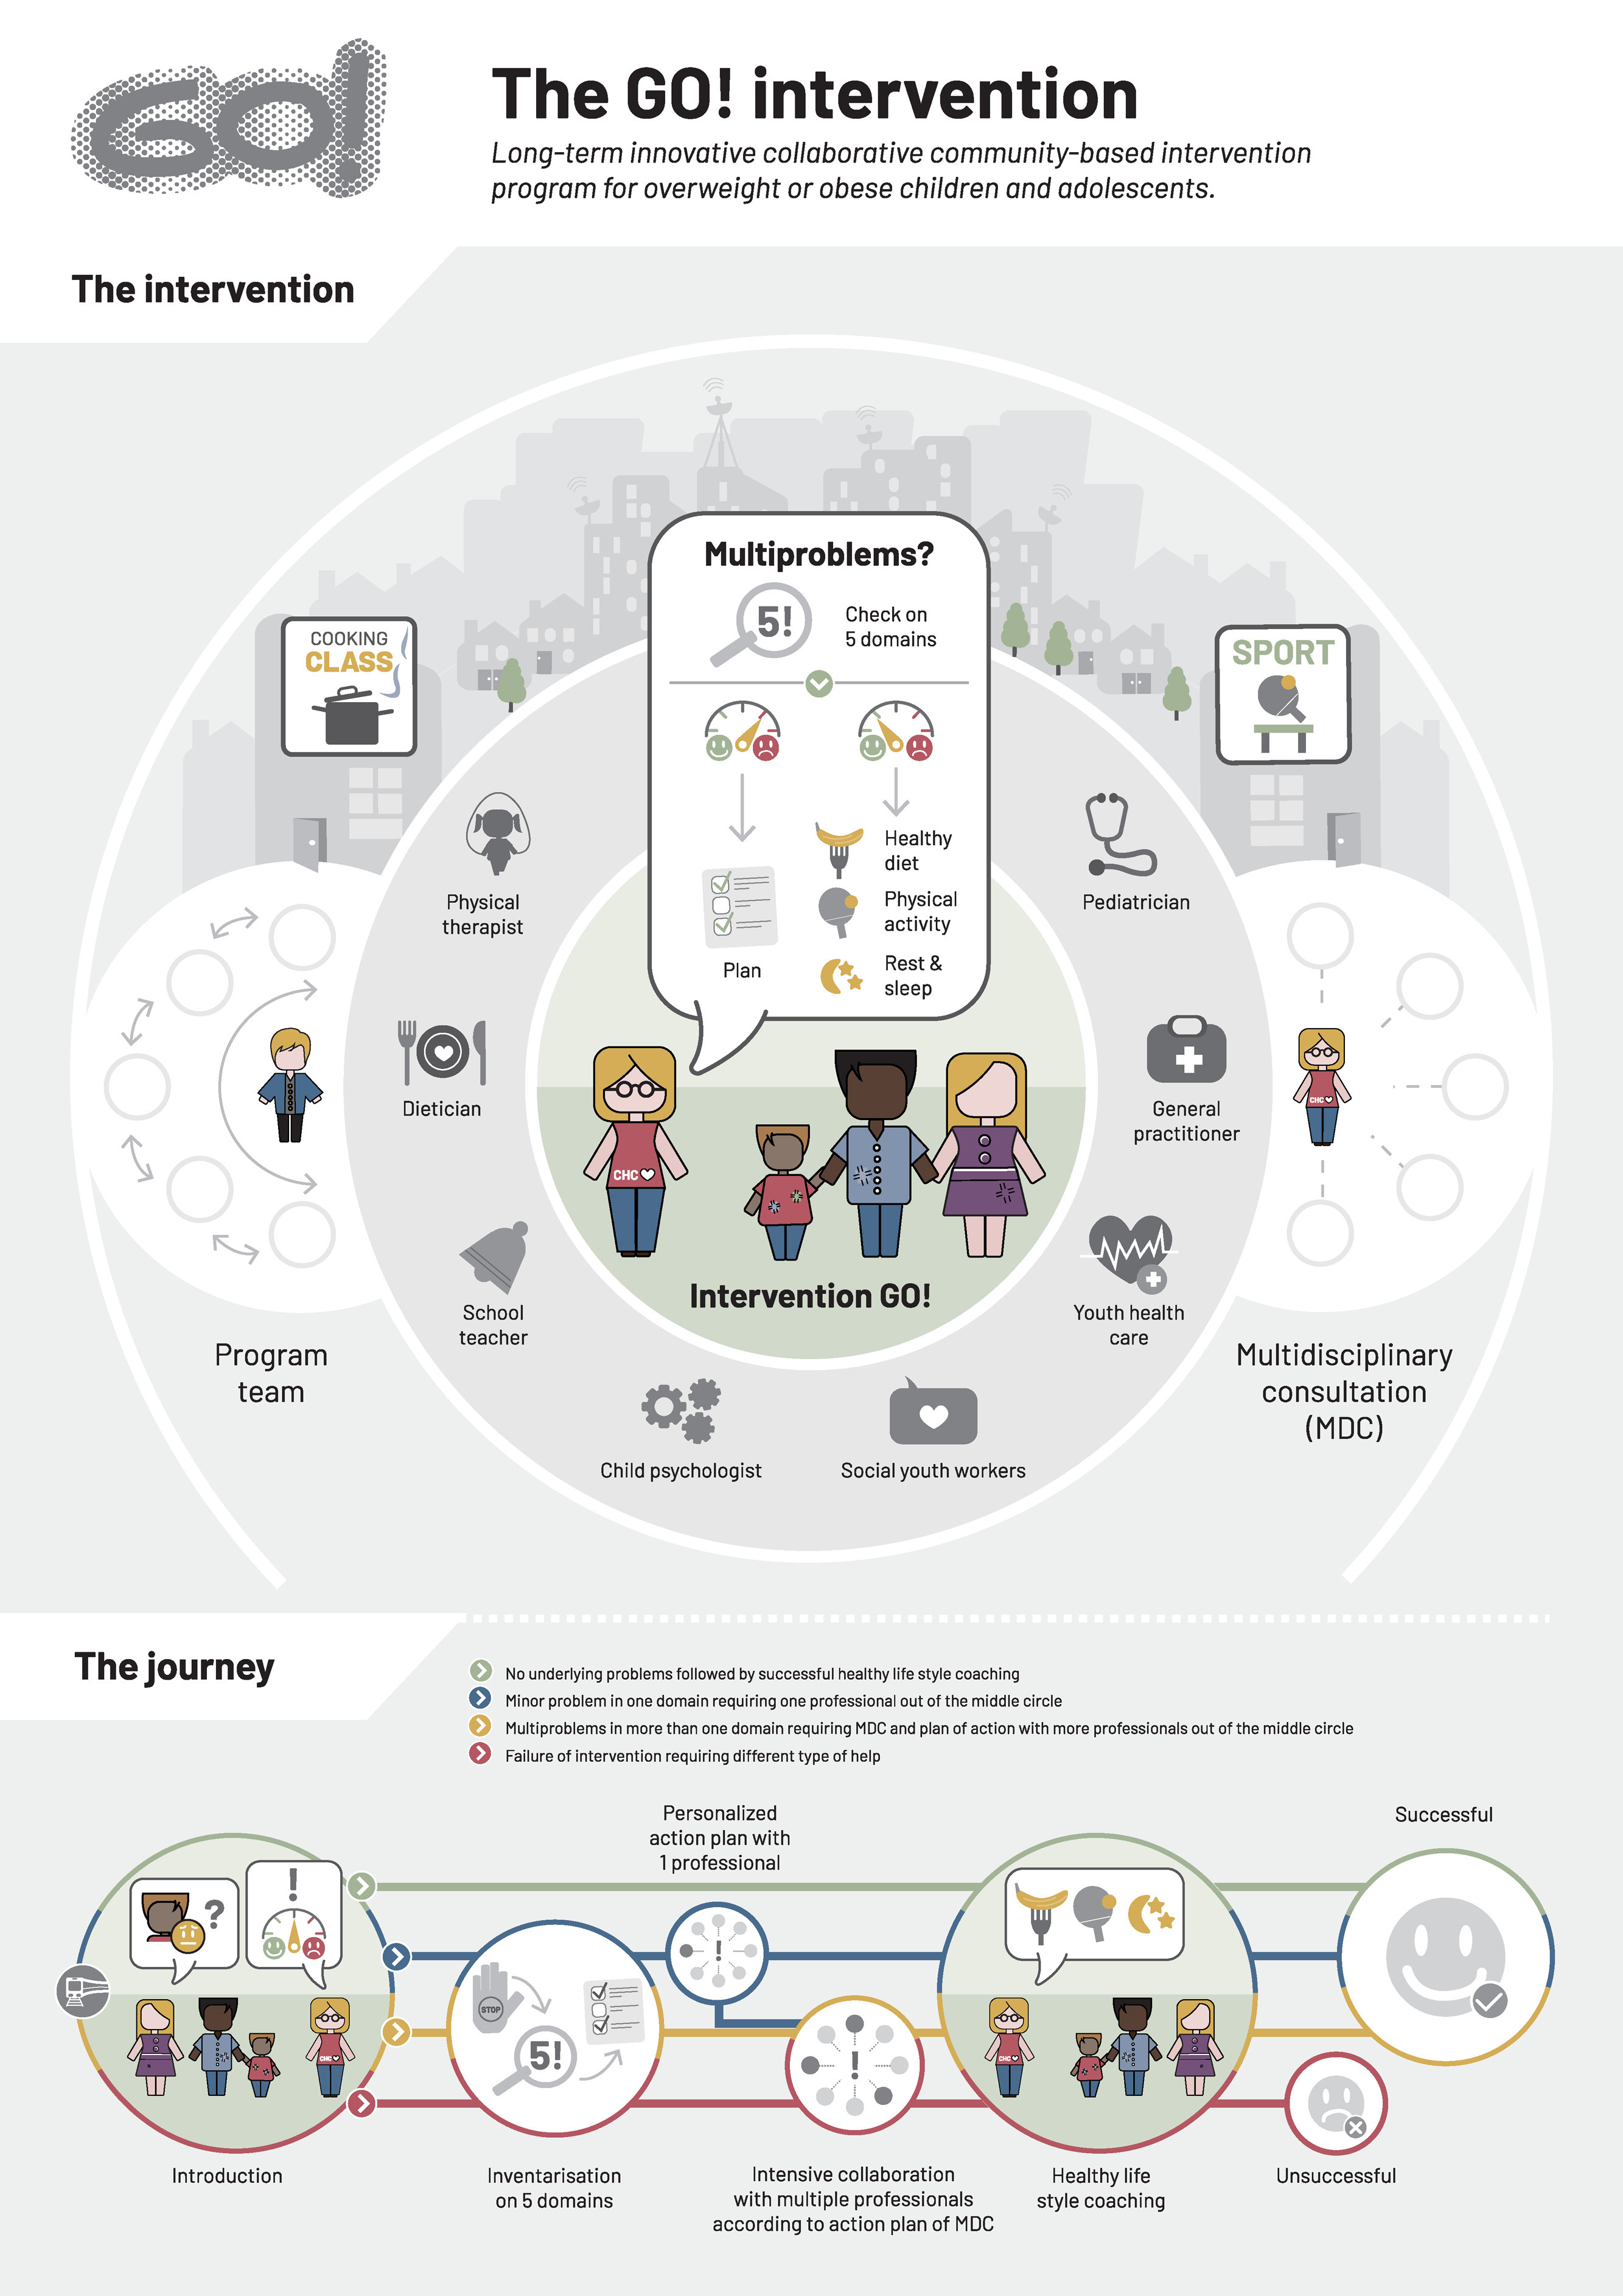 GO!
The GO! intervention
Long-term innovative collaborative community-based intervention
program for overweight or obese children and adolescents.
The intervention
Multiproblems?
5!
Check on
5 domains
COOKING
CLASS
SPORT
Healthy
diet
Physical
activity
Rest &
sleep
Plan
Physical
therapist
Pediatrician
Dietician
General
practitioner
CHC
CHC
School
teacher
Intervention GO!
Youth health
care
Program
team
Multidisciplinary
consultation
(MDC)
Child psychologist
Social youth workers
The journey
No underlying problems followed by successful healthy life style coaching
Minor problem in one domain requiring one professional out of the middle circle
Multiproblems in more than one domain requiring MDC and plan of action with more professionals out of the middle circle
Failure of intervention requiring different type of help
Personalized
action plan with
1 professional
Successful
?
!
!
STOP
5!
!
CHC
CHC
Introduction
Inventarisation
on 5 domains
Intensive collaboration
with multiple professionals
according to action plan of MDC
Healthy life
style coaching
Unsuccessful